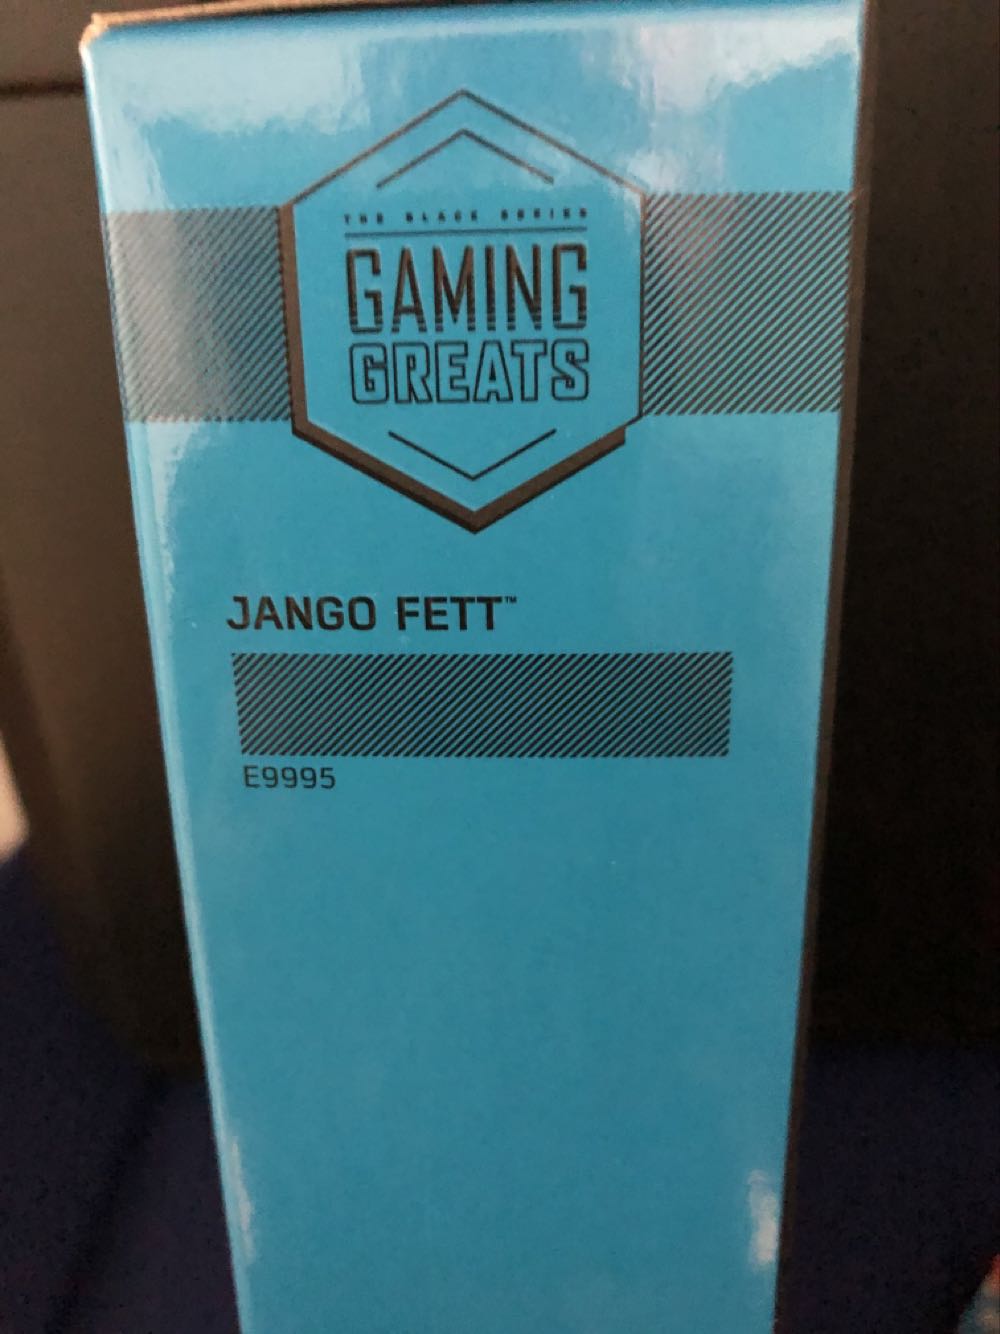 THE BLACK SERIES
GAMING
GREATS
JANGO FETT™
E9995